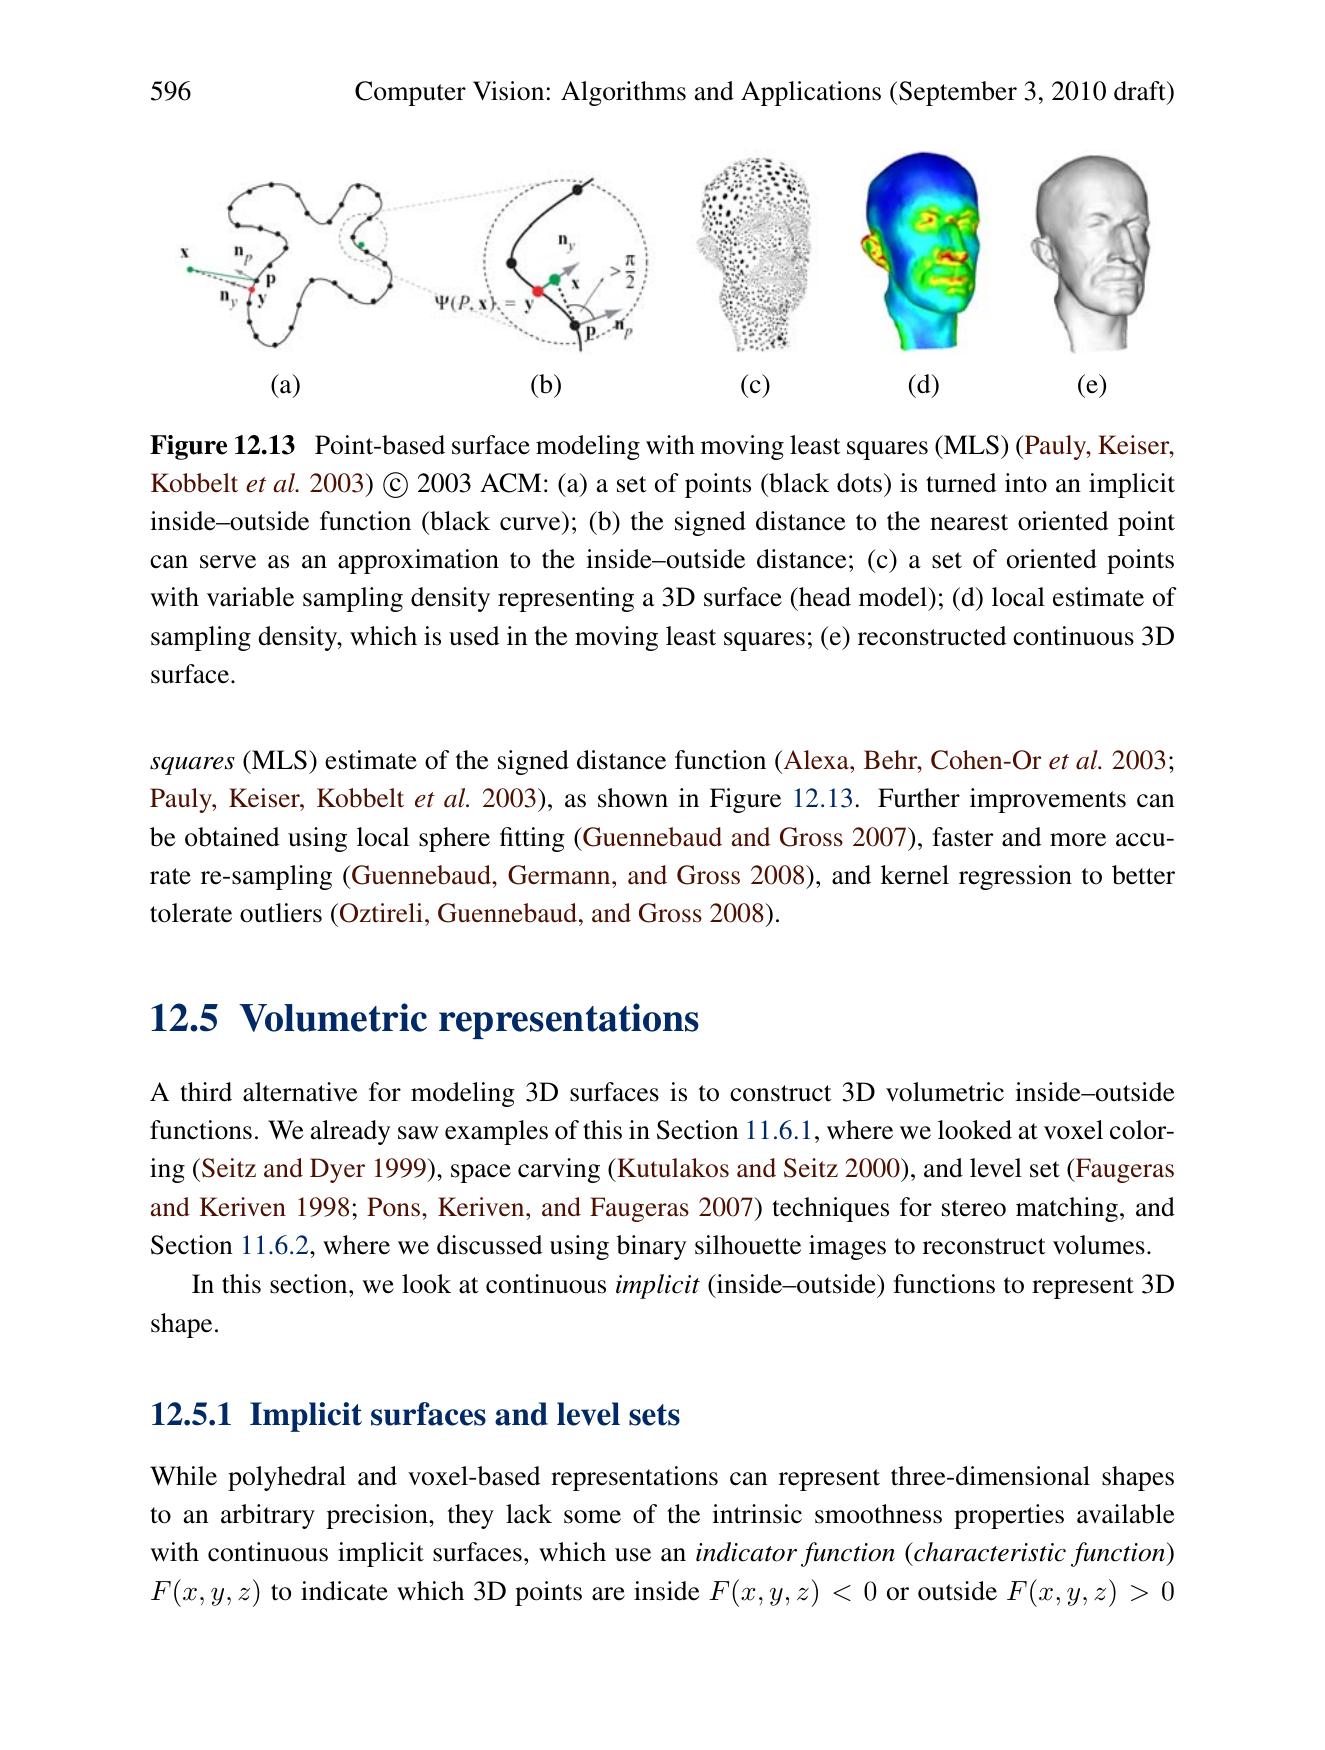 596 Computer Vision: Algorithms and Applications (September 3, 2010 draft)
x n_p p n_y y
Ψ(P, x) = y n_y x > π/2 p n_p
(a) (b) (c) (d) (e)
Figure 12.13 Point-based surface modeling with moving least squares (MLS) (Pauly, Keiser,
Kobbelt et al. 2003) © 2003 ACM: (a) a set of points (black dots) is turned into an implicit
inside–outside function (black curve); (b) the signed distance to the nearest oriented point
can serve as an approximation to the inside–outside distance; (c) a set of oriented points
with variable sampling density representing a 3D surface (head model); (d) local estimate of
sampling density, which is used in the moving least squares; (e) reconstructed continuous 3D
surface.
squares (MLS) estimate of the signed distance function (Alexa, Behr, Cohen-Or et al. 2003;
Pauly, Keiser, Kobbelt et al. 2003), as shown in Figure 12.13. Further improvements can
be obtained using local sphere fitting (Guennebaud and Gross 2007), faster and more accu-
rate re-sampling (Guennebaud, Germann, and Gross 2008), and kernel regression to better
tolerate outliers (Oztireli, Guennebaud, and Gross 2008).
12.5 Volumetric representations
A third alternative for modeling 3D surfaces is to construct 3D volumetric inside–outside
functions. We already saw examples of this in Section 11.6.1, where we looked at voxel color-
ing (Seitz and Dyer 1999), space carving (Kutulakos and Seitz 2000), and level set (Faugeras
and Keriven 1998; Pons, Keriven, and Faugeras 2007) techniques for stereo matching, and
Section 11.6.2, where we discussed using binary silhouette images to reconstruct volumes.
In this section, we look at continuous implicit (inside–outside) functions to represent 3D
shape.
12.5.1 Implicit surfaces and level sets
While polyhedral and voxel-based representations can represent three-dimensional shapes
to an arbitrary precision, they lack some of the intrinsic smoothness properties available
with continuous implicit surfaces, which use an indicator function (characteristic function)
F(x, y, z) to indicate which 3D points are inside F(x, y, z) < 0 or outside F(x, y, z) > 0